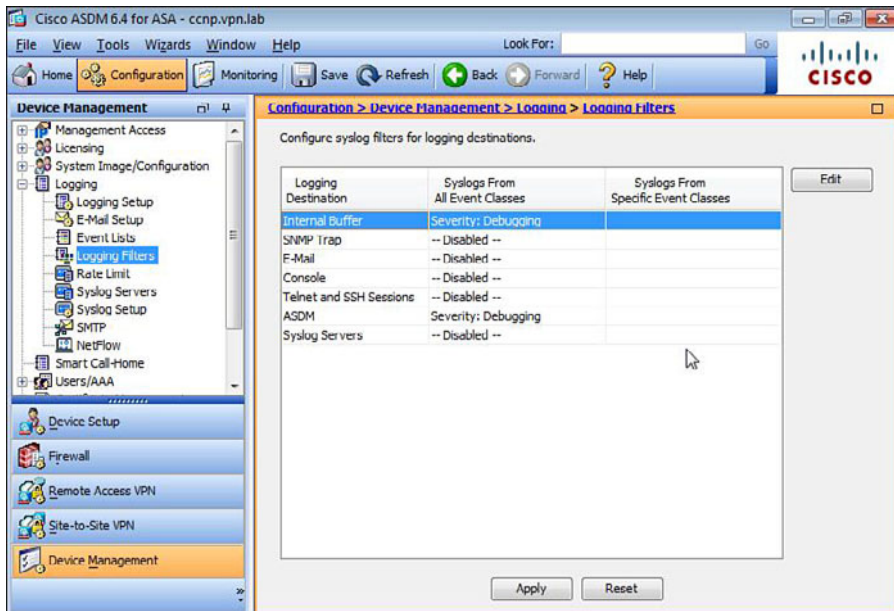 Cisco ASDM 6.4 for ASA - ccnp.vpn.lab
File View Tools Wizards Window Help
Look For:
Go
Home Configuration Monitoring Save Refresh Back Forward Help
CISCO
Device Management
Management Access
Licensing
System Image/Configuration
Logging
Logging Setup
E-Mail Setup
Event Lists
Logging Filters
Rate Limit
Syslog Servers
Syslog Setup
SMTP
NetFlow
Smart Call-Home
Users/AAA
Device Setup
Firewall
Remote Access VPN
Site-to-Site VPN
Device Management
Configuration > Device Management > Logging > Logging Filters
Configure syslog filters for logging destinations.
Logging Destination Syslogs From All Event Classes Syslogs From Specific Event Classes
Internal Buffer Severity: Debugging
SNMP Trap -- Disabled --
E-Mail -- Disabled --
Console -- Disabled --
Telnet and SSH Sessions -- Disabled --
ASDM Severity: Debugging
Syslog Servers -- Disabled --
Edit
Apply Reset